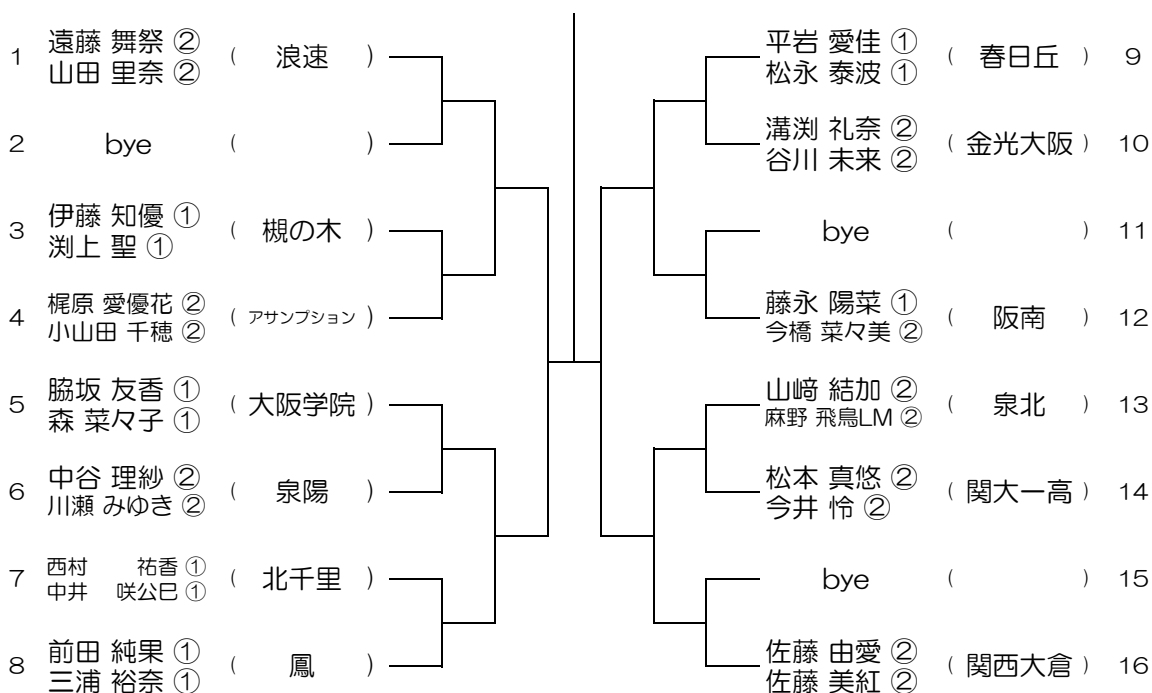 遠藤 舞祭 ②
1 ( 浪速 )
山田 里奈 ②
2 bye ( )
伊藤 知優 ①
3 ( 槻の木 )
渕上 聖 ①
梶原 愛優花 ②
4 ( アサンプション )
小山田 千穂 ②
脇坂 友香 ①
5 ( 大阪学院 )
森 菜々子 ①
中谷 理紗 ②
6 ( 泉陽 )
川瀬 みゆき ②
西村 祐香 ①
7 ( 北千里 )
中井 咲公巳 ①
前田 純果 ①
8 ( 鳳 )
三浦 裕奈 ①
平岩 愛佳 ①
( 春日丘 ) 9
松永 泰波 ①
溝渕 礼奈 ②
( 金光大阪 ) 10
谷川 未来 ②
bye ( ) 11
藤永 陽菜 ①
( 阪南 ) 12
今橋 菜々美 ②
山﨑 結加 ②
( 泉北 ) 13
麻野 飛鳥LM ②
松本 真悠 ②
( 関大一高 ) 14
今井 怜 ②
bye ( ) 15
佐藤 由愛 ②
( 関西大倉 ) 16
佐藤 美紅 ②